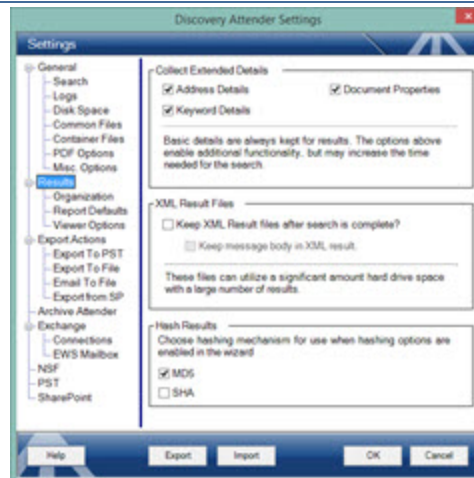 Discovery Attender Settings
Settings
General
Search
Logs
Disk Space
Common Files
Container Files
PDF Options
Misc. Options
Results
Organization
Report Defaults
Viewer Options
Export Actions
Export To PST
Export To File
Email To File
Export from SP
Archive Attender
Exchange
Connections
EWS Mailbox
NSF
PST
SharePoint
Collect Extended Details
Address Details
Document Properties
Keyword Details
Basic details are always kept for results. The options above
enable additional functionality, but may increase the time
needed for the search.
XML Result Files
Keep XML Result files after search is complete?
Keep message body in XML result.
These files can utilize a significant amount hard drive space
with a large number of results.
Hash Results
Choose hashing mechanism for use when hashing options are
enabled in the wizard
MD5
SHA
Help
Export
Import
OK
Cancel